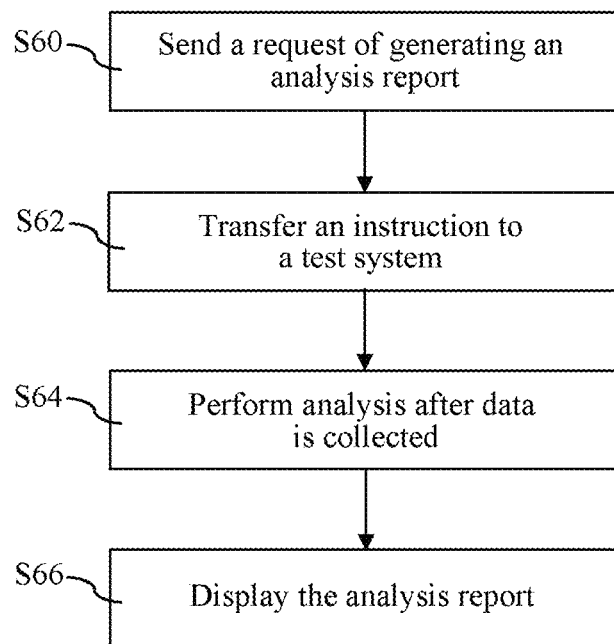 S60
Send a request of generating an
analysis report
S62
Transfer an instruction to
a test system
S64
Perform analysis after data
is collected
S66
Display the analysis report